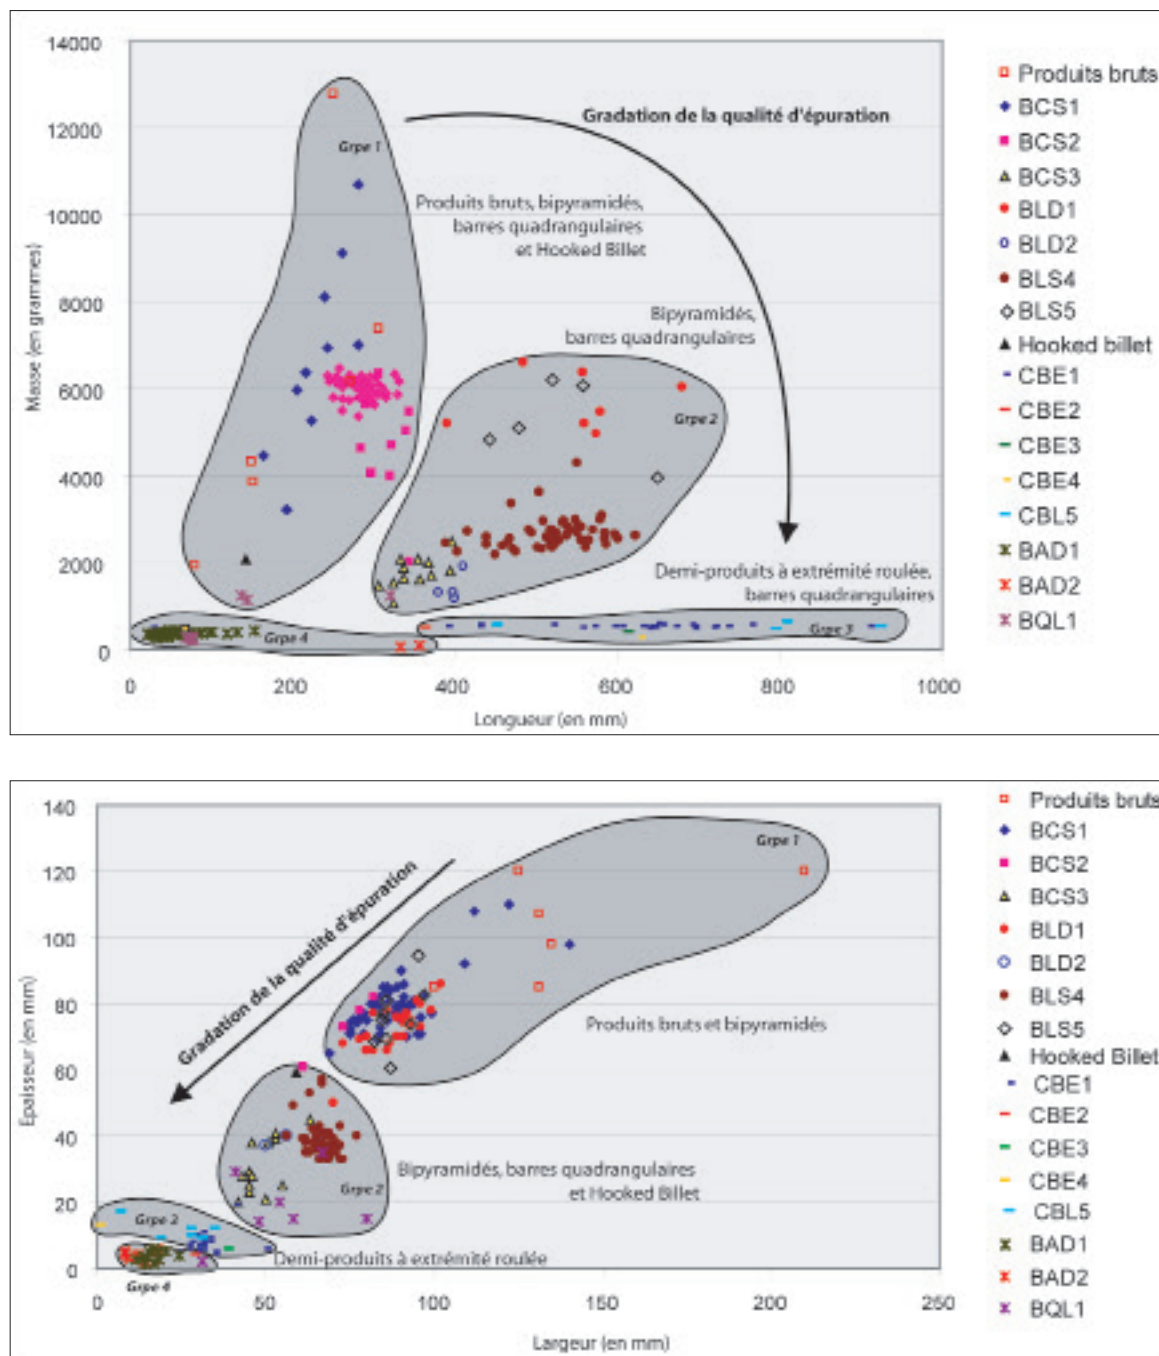 14000
12000
10000
8000
6000
4000
2000
0
0
200
400
600
800
1000
Masse (en grammes)
Longueur (en mm)
Grpe 1
Gradation de la qualité d'épuration
Produits bruts, bipyramidés,
barres quadrangulaires
et Hooked Billet
Bipyramidés,
barres quadrangulaires
Grpe 2
Demi-produits à extrémité roulée,
barres quadrangulaires
Grpe 3
Grpe 4
Produits bruts
BCS1
BCS2
BCS3
BLD1
BLD2
BLS4
BLS5
Hooked billet
CBE1
CBE2
CBE3
CBE4
CBL5
BAD1
BAD2
BQL1
140
120
100
80
60
40
20
0
0
50
100
150
200
250
Epaisseur (en mm)
Largeur (en mm)
Grpe 1
Gradation de la qualité d'épuration
Produits bruts et bipyramidés
Bipyramidés, barres quadrangulaires
et Hooked Billet
Grpe 2
Grpe 3
Demi-produits à extrémité roulée
Grpe 4
Produits bruts
BCS1
BCS2
BCS3
BLD1
BLD2
BLS4
BLS5
Hooked Billet
CBE1
CBE2
CBE3
CBE4
CBL5
BAD1
BAD2
BQL1